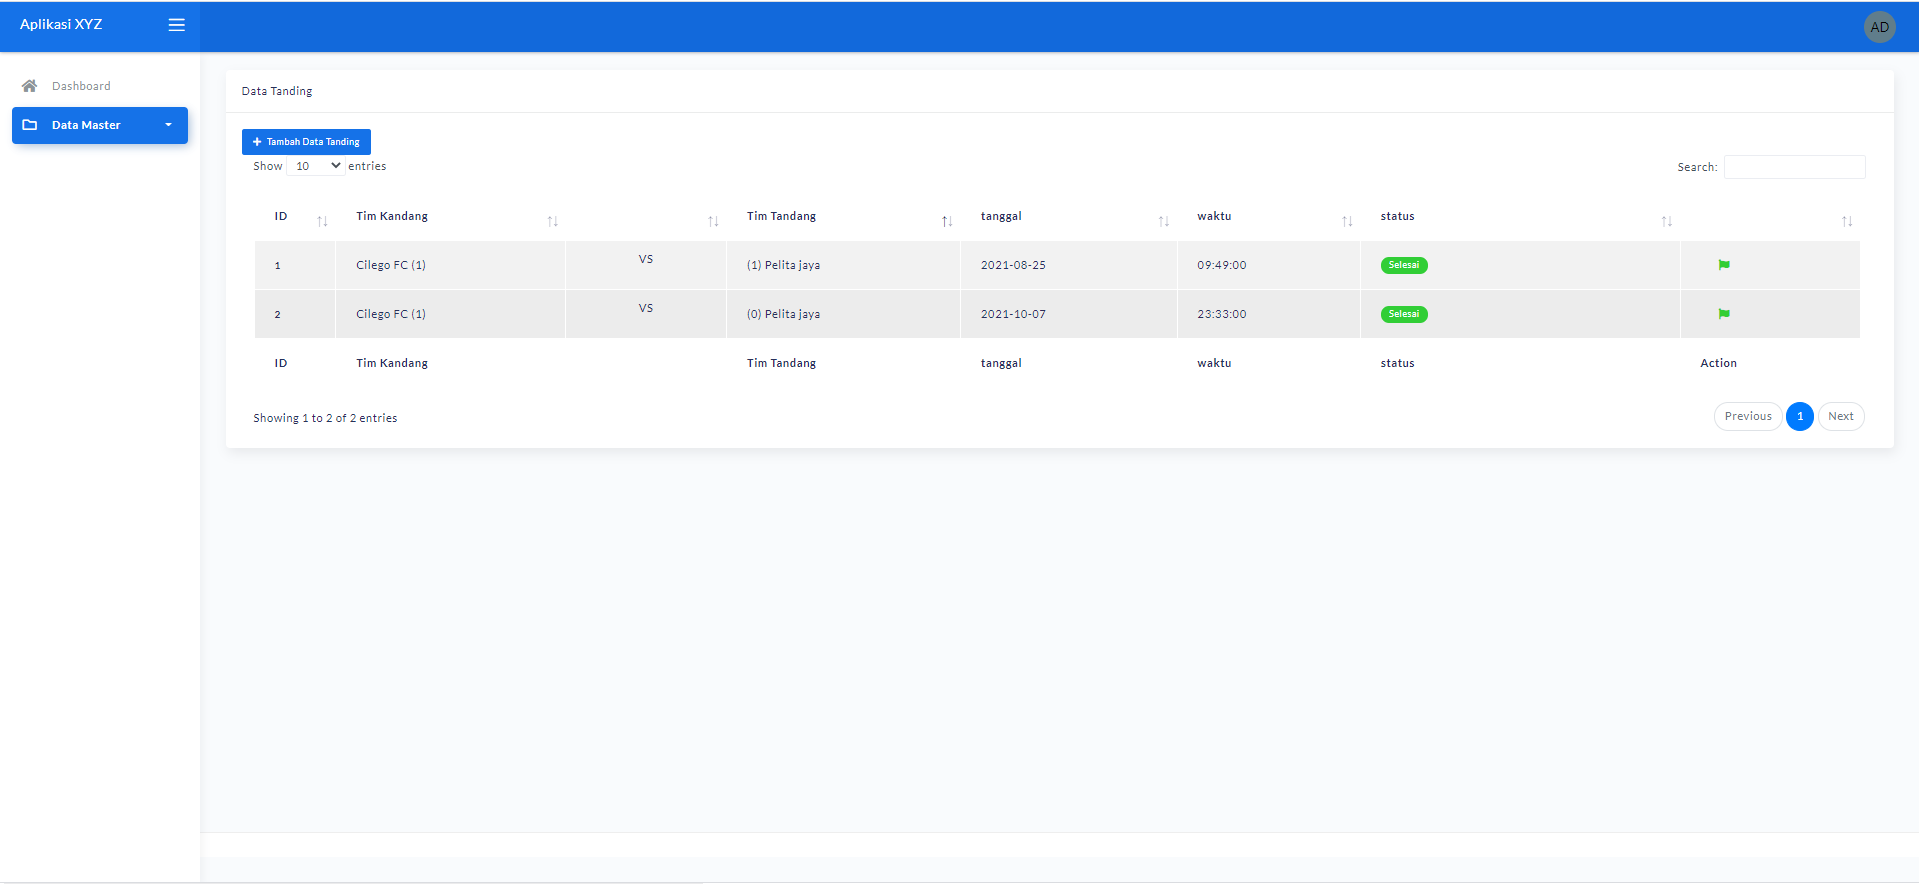 Aplikasi XYZ
AD
Dashboard
Data Master
Data Tanding
Tambah Data Tanding
Show 10 entries
Search:
ID Tim Kandang Tim Tandang tanggal waktu status
1 Cilego FC (1) VS (1) Pelita jaya 2021-08-25 09:49:00 Selesai
2 Cilego FC (1) VS (0) Pelita jaya 2021-10-07 23:33:00 Selesai
ID Tim Kandang Tim Tandang tanggal waktu status Action
Showing 1 to 2 of 2 entries
Previous 1 Next